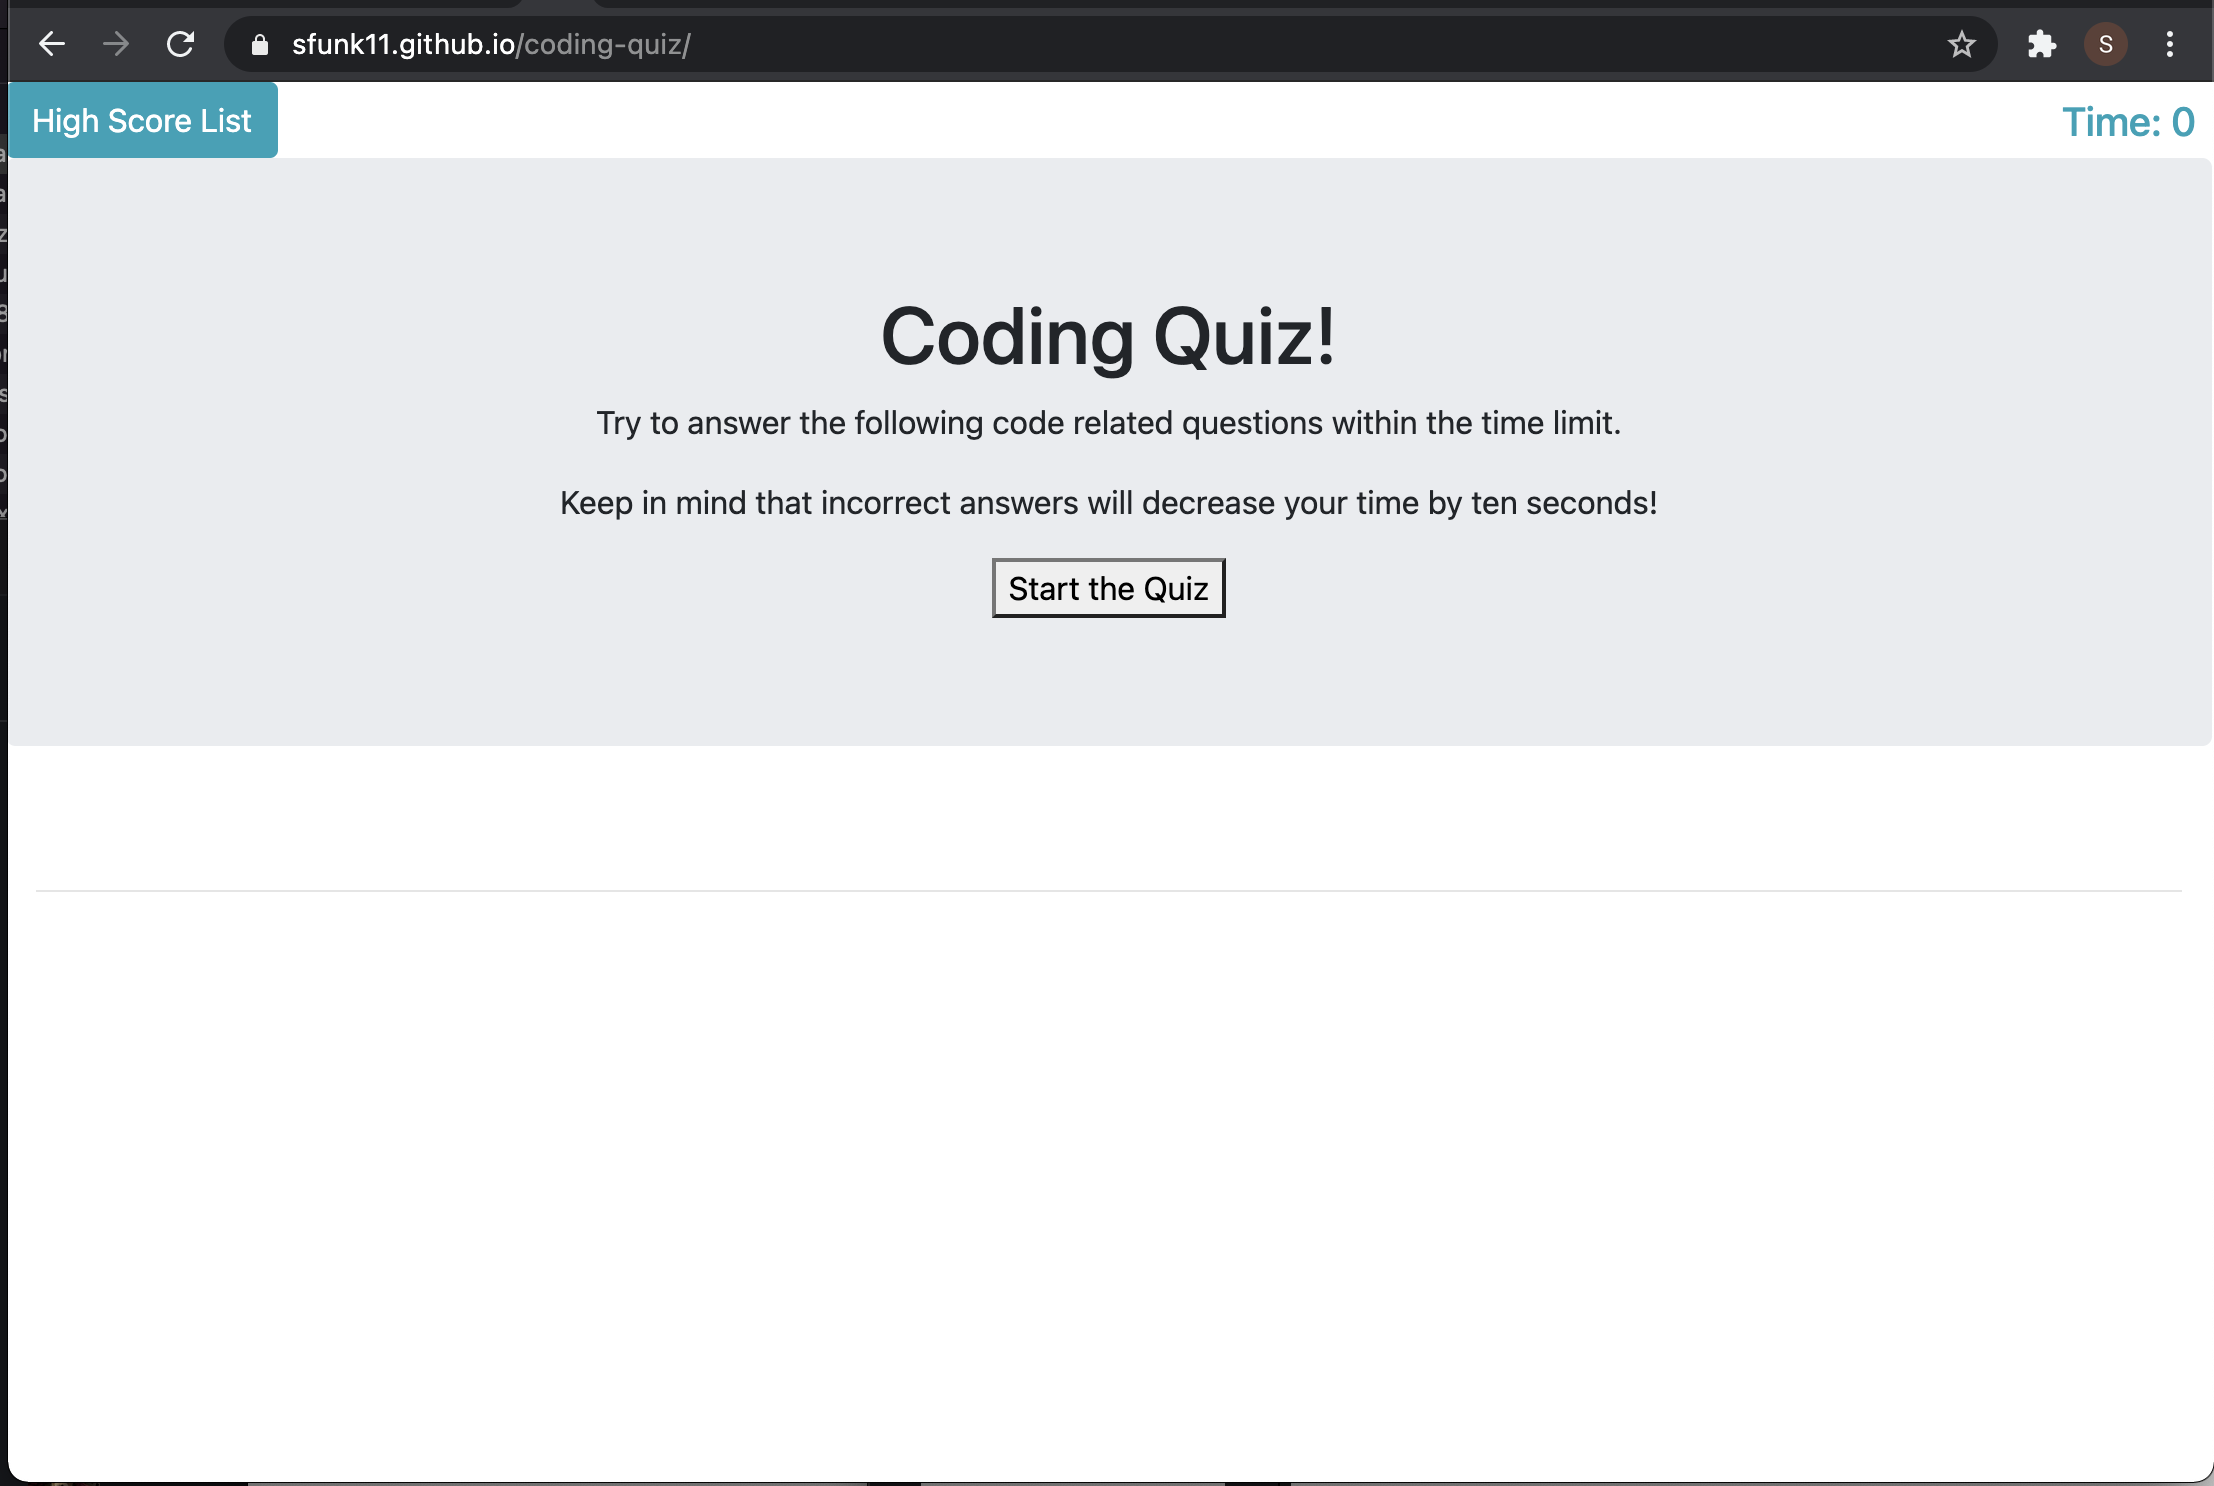 sfunk11.github.io/coding-quiz/
S
High Score List
Time: 0
Coding Quiz!
Try to answer the following code related questions within the time limit.
Keep in mind that incorrect answers will decrease your time by ten seconds!
Start the Quiz